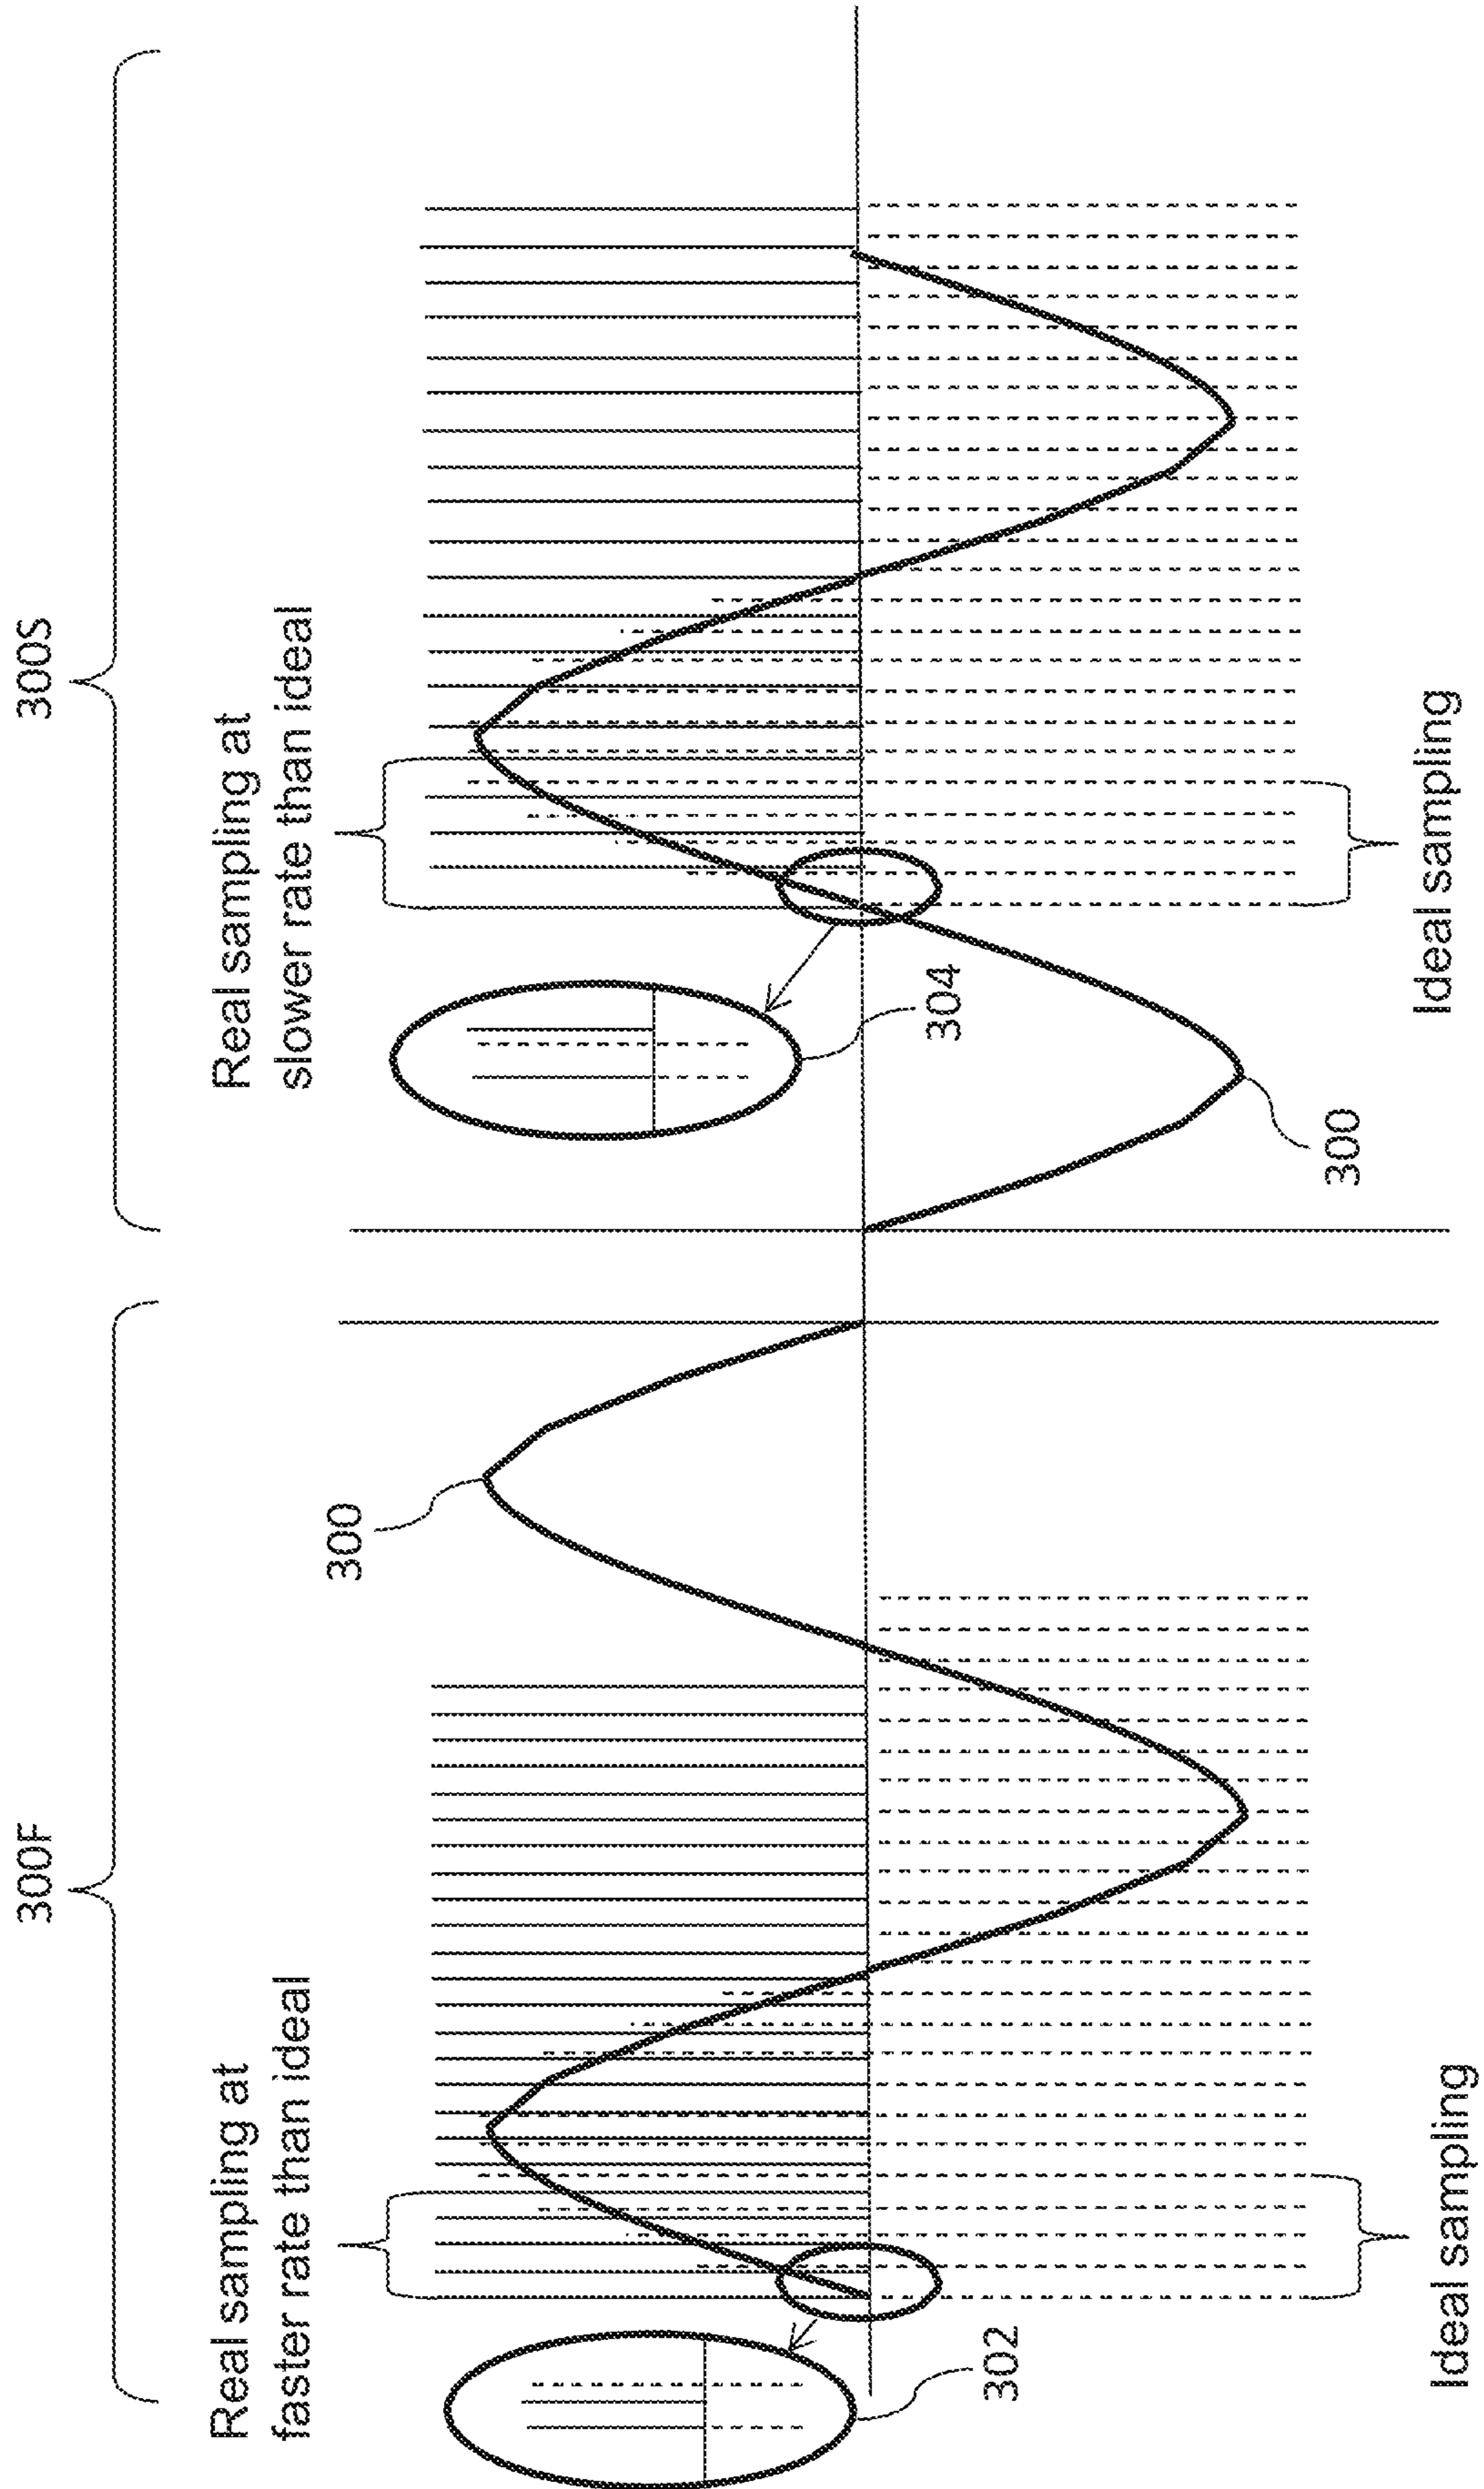 300F
300S
Real sampling at
faster rate than ideal
Real sampling at
slower rate than ideal
300
302
304
300
Ideal sampling
Ideal sampling